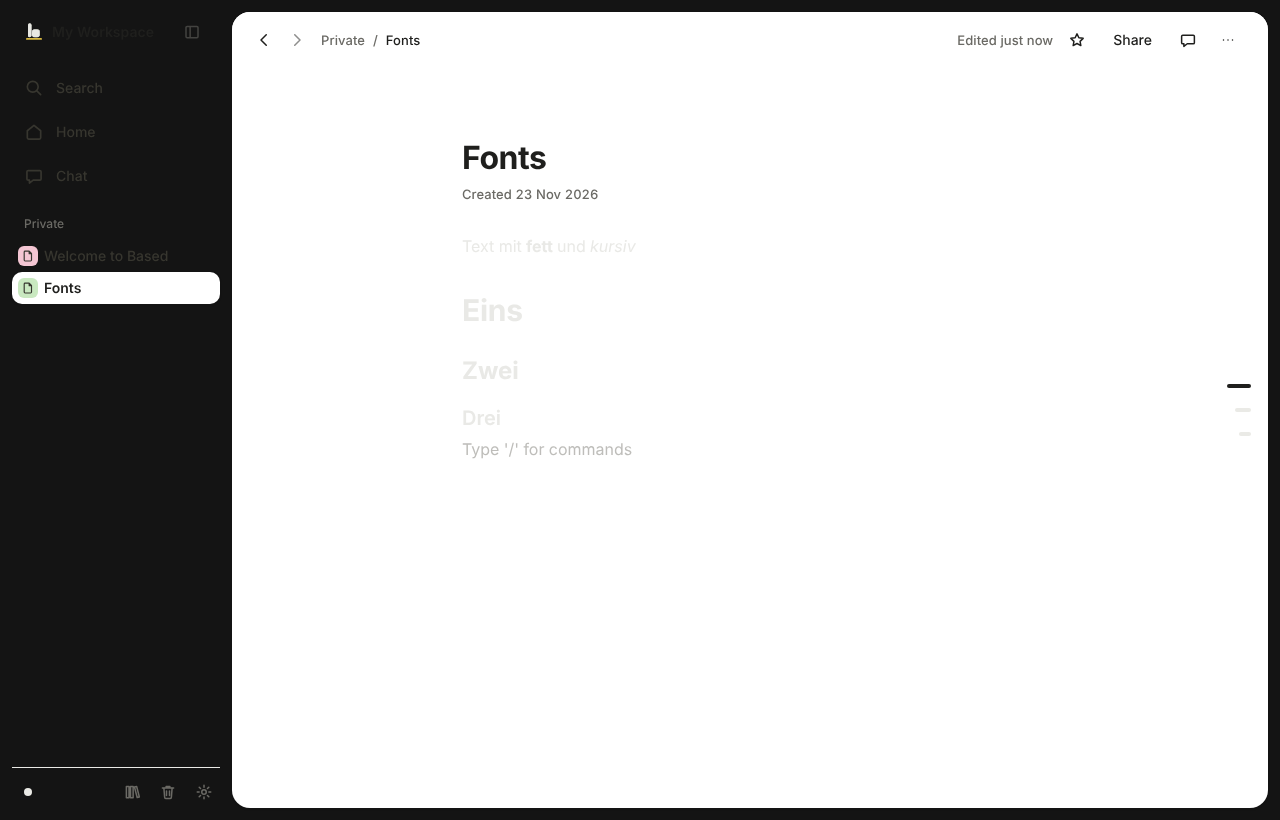 My Workspace
Search
Home
Chat
Private
Welcome to Based
Fonts
Private / Fonts
Edited just now
Share
Fonts
Created 23 Nov 2026
Text mit fett und kursiv
Eins
Zwei
Drei
Type '/' for commands